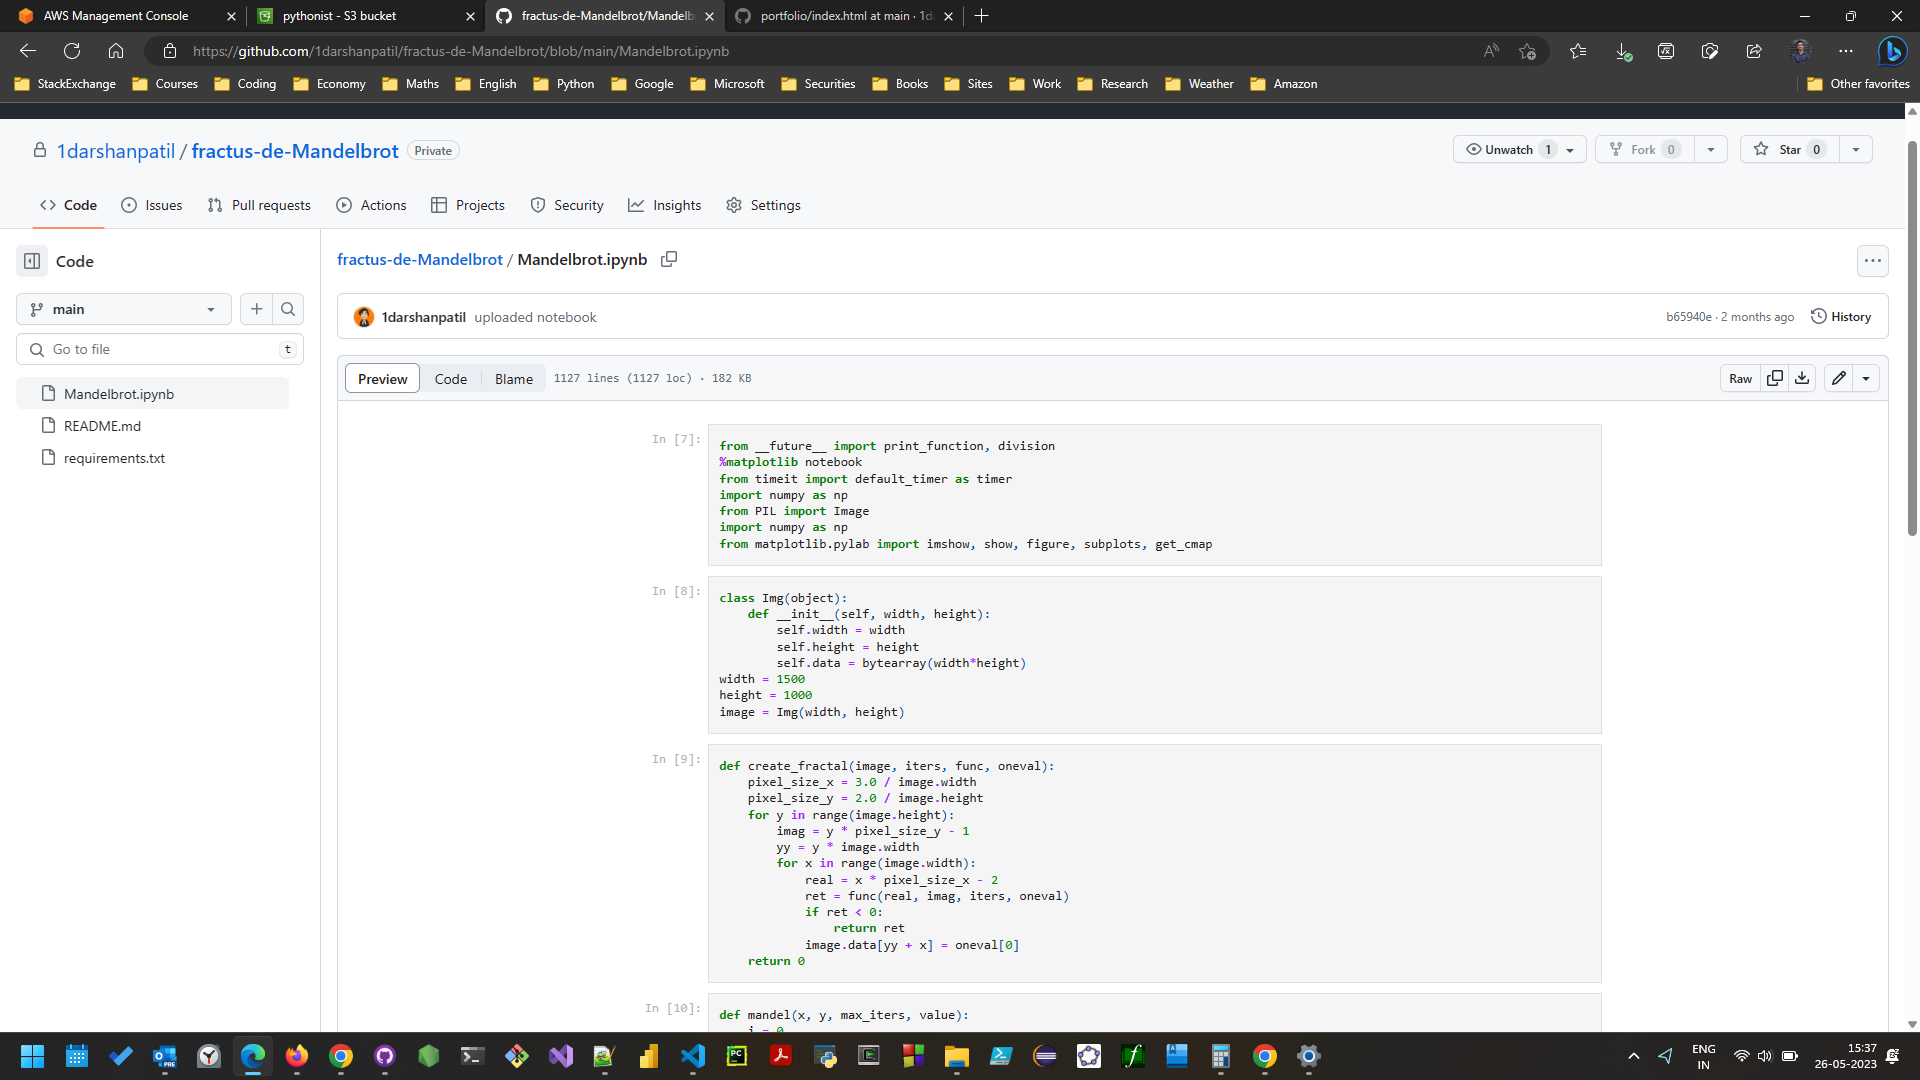 AWS Management Console
pythonist - S3 bucket
fractus-de-Mandelbrot/Mandelb
portfolio/index.html at main · 1d
https://github.com/1darshanpatil/fractus-de-Mandelbrot/blob/main/Mandelbrot.ipynb
StackExchange Courses Coding Economy Maths English Python Google Microsoft Securities Books Sites Work Research Weather Amazon Other favorites
1darshanpatil / fractus-de-Mandelbrot Private
Unwatch 1 Fork 0 Star 0
Code Issues Pull requests Actions Projects Security Insights Settings
Code
main
Go to file t
Mandelbrot.ipynb
README.md
requirements.txt
fractus-de-Mandelbrot / Mandelbrot.ipynb
1darshanpatil uploaded notebook b65940e · 2 months ago History
Preview Code Blame 1127 lines (1127 loc) · 182 KB Raw
In [7]:
from __future__ import print_function, division
%matplotlib notebook
from timeit import default_timer as timer
import numpy as np
from PIL import Image
import numpy as np
from matplotlib.pylab import imshow, show, figure, subplots, get_cmap
In [8]:
class Img(object):
    def __init__(self, width, height):
        self.width = width
        self.height = height
        self.data = bytearray(width*height)
width = 1500
height = 1000
image = Img(width, height)
In [9]:
def create_fractal(image, iters, func, oneval):
    pixel_size_x = 3.0 / image.width
    pixel_size_y = 2.0 / image.height
    for y in range(image.height):
        imag = y * pixel_size_y - 1
        yy = y * image.width
        for x in range(image.width):
            real = x * pixel_size_x - 2
            ret = func(real, imag, iters, oneval)
            if ret < 0:
                return ret
            image.data[yy + x] = oneval[0]
    return 0
In [10]:
def mandel(x, y, max_iters, value):
    i = 0
ENG
IN
15:37
26-05-2023